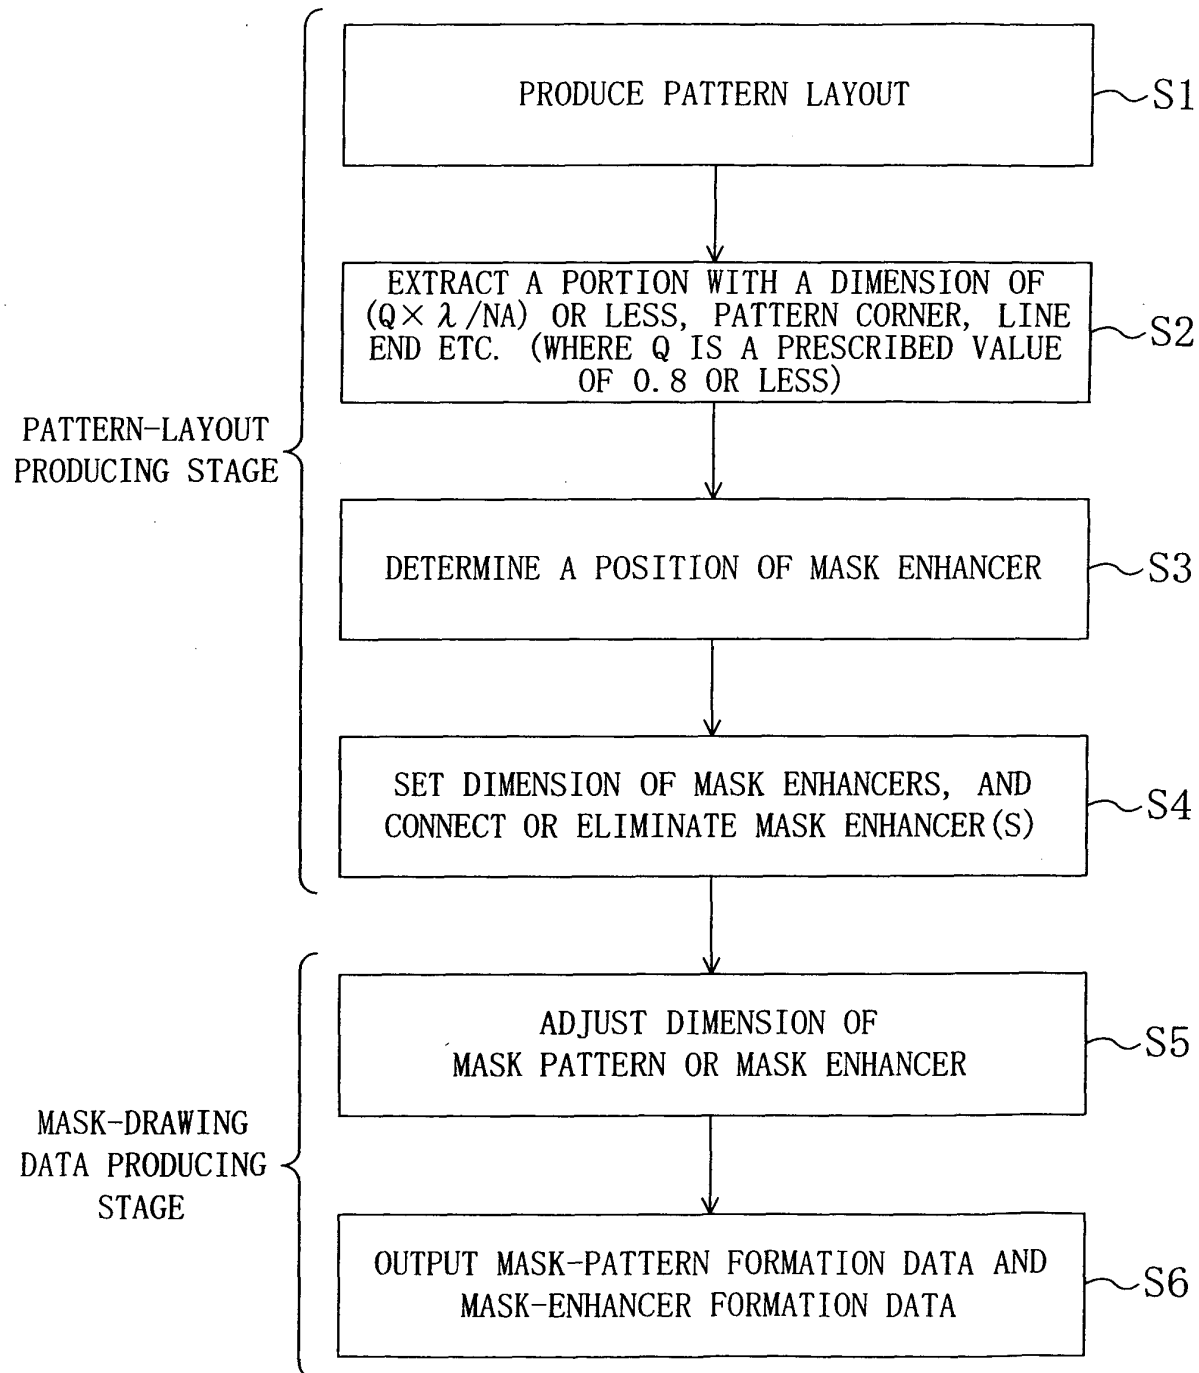 PRODUCE PATTERN LAYOUT
S1
EXTRACT A PORTION WITH A DIMENSION OF
(Q× λ/NA) OR LESS, PATTERN CORNER, LINE
END ETC. (WHERE Q IS A PRESCRIBED VALUE
OF 0.8 OR LESS)
S2
PATTERN-LAYOUT
PRODUCING STAGE
DETERMINE A POSITION OF MASK ENHANCER
S3
SET DIMENSION OF MASK ENHANCERS, AND
CONNECT OR ELIMINATE MASK ENHANCER(S)
S4
ADJUST DIMENSION OF
MASK PATTERN OR MASK ENHANCER
S5
MASK-DRAWING
DATA PRODUCING
STAGE
OUTPUT MASK-PATTERN FORMATION DATA AND
MASK-ENHANCER FORMATION DATA
S6